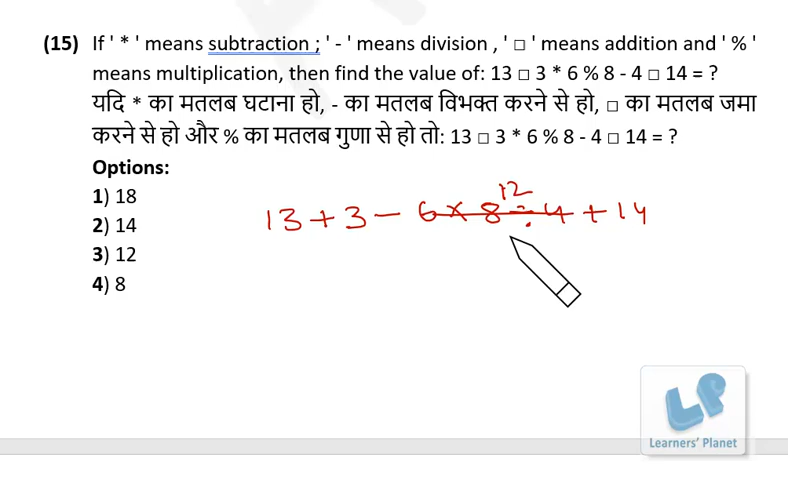 (15) If ' * ' means subtraction ; ' - ' means division , ' □ ' means addition and ' % '
means multiplication, then find the value of: 13 □ 3 * 6 % 8 - 4 □ 14 = ?
यदि * का मतलब घटाना हो, - का मतलब विभक्त करने से हो, □ का मतलब जमा
करने से हो और % का मतलब गुणा से हो तो: 13 □ 3 * 6 % 8 - 4 □ 14 = ?
Options:
1) 18
2) 14
3) 12
4) 8
12
13 + 3 - 6 × 8 ÷ 4 + 14
LP
Learners' Planet